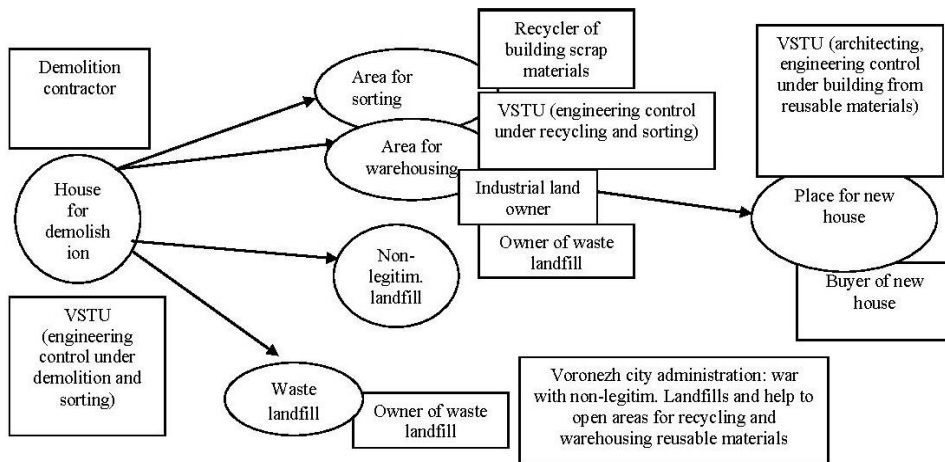 Demolition
contractor
House
for
demolish
ion
VSTU
(engineering
control under
demolition and
sorting)
Area for
sorting
Area for
warehousing
Non-
legitim.
landfill
Waste
landfill
Owner of waste
landfill
Recycler of
building scrap
materials
VSTU (engineering control
under recycling and sorting)
Industrial land
owner
Owner of waste
landfill
VSTU (architecting,
engineering control
under building from
reusable materials)
Place for new
house
Buyer of new
house
Voronezh city administration: war
with non-legitim. Landfills and help to
open areas for recycling and
warehousing reusable materials